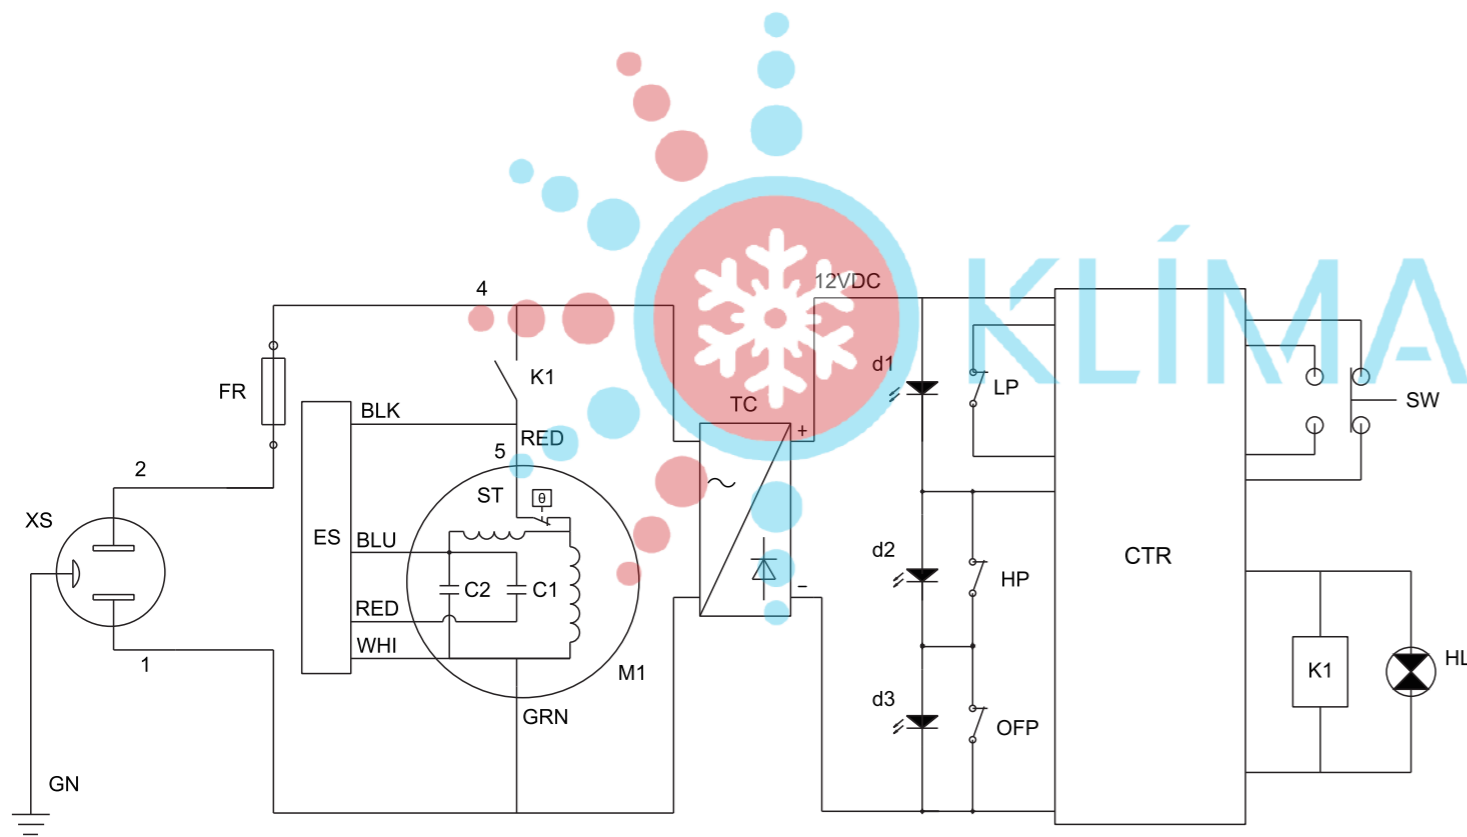 KLÍMA
4
12VDC
FR
K1
BLK
RED
5
d1
LP
SW
TC
+
2
XS
ST
θ
ES
BLU
C2
C1
RED
WHI
M1
GRN
1
GN
−
d2
HP
CTR
d3
OFP
K1
HL